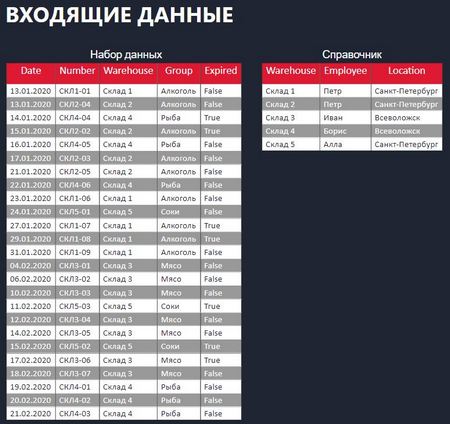 ВХОДЯЩИЕ ДАННЫЕ
Набор данных
Date Number Warehouse Group Expired
13.01.2020 СКЛ1-01 Склад 1 Алкоголь False
13.01.2020 СКЛ2-04 Склад 2 Алкоголь False
14.01.2020 СКЛ4-04 Склад 4 Рыба True
15.01.2020 СКЛ2-02 Склад 2 Алкоголь True
16.01.2020 СКЛ4-05 Склад 4 Рыба False
17.01.2020 СКЛ2-03 Склад 2 Алкоголь False
21.01.2020 СКЛ2-05 Склад 2 Алкоголь False
22.01.2020 СКЛ4-06 Склад 4 Рыба False
23.01.2020 СКЛ1-06 Склад 1 Алкоголь False
24.01.2020 СКЛ5-01 Склад 5 Соки False
27.01.2020 СКЛ1-07 Склад 1 Алкоголь True
29.01.2020 СКЛ1-08 Склад 1 Алкоголь True
31.01.2020 СКЛ1-09 Склад 1 Алкоголь False
04.02.2020 СКЛ3-01 Склад 3 Мясо False
06.02.2020 СКЛ3-02 Склад 3 Мясо False
10.02.2020 СКЛ3-03 Склад 3 Мясо False
11.02.2020 СКЛ5-03 Склад 5 Соки True
12.02.2020 СКЛ3-04 Склад 3 Мясо False
14.02.2020 СКЛ3-05 Склад 3 Мясо False
15.02.2020 СКЛ5-02 Склад 5 Соки True
17.02.2020 СКЛ3-06 Склад 3 Мясо True
18.02.2020 СКЛ3-07 Склад 3 Мясо False
19.02.2020 СКЛ4-01 Склад 4 Рыба False
20.02.2020 СКЛ4-02 Склад 4 Рыба False
21.02.2020 СКЛ4-03 Склад 4 Рыба False
Справочник
Warehouse Employee Location
Склад 1 Петр Санкт-Петербург
Склад 2 Петр Санкт-Петербург
Склад 3 Иван Всеволожск
Склад 4 Борис Всеволожск
Склад 5 Алла Санкт-Петербург